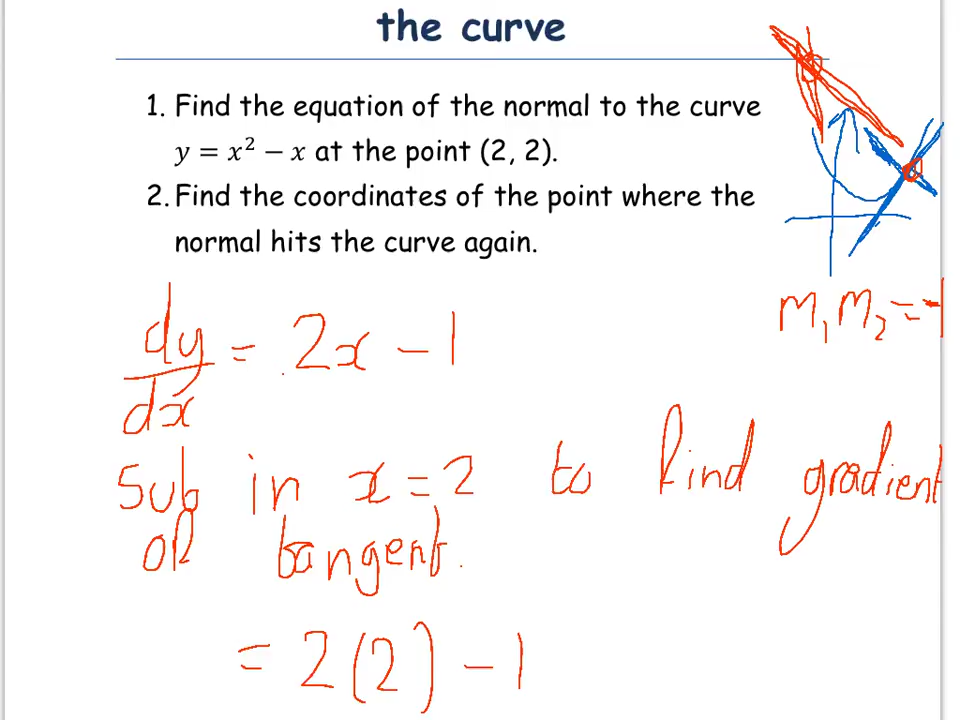 the curve
1. Find the equation of the normal to the curve
y = x² − x at the point (2, 2).
2. Find the coordinates of the point where the
normal hits the curve again.
m₁ m₂ = -1
dy/dx = 2x − 1
Sub in x = 2 to find gradient
of tangent.
= 2(2) − 1